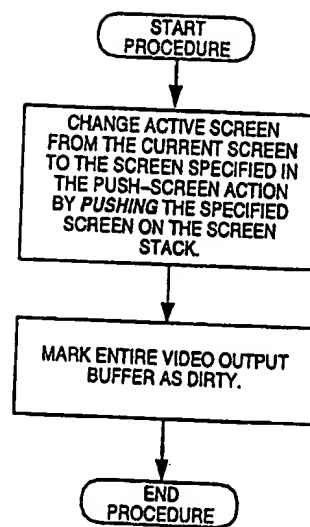 START
PROCEDURE
CHANGE ACTIVE SCREEN
FROM THE CURRENT SCREEN
TO THE SCREEN SPECIFIED IN
THE PUSH-SCREEN ACTION
BY PUSHING THE SPECIFIED
SCREEN ON THE SCREEN
STACK.
MARK ENTIRE VIDEO OUTPUT
BUFFER AS DIRTY.
END
PROCEDURE